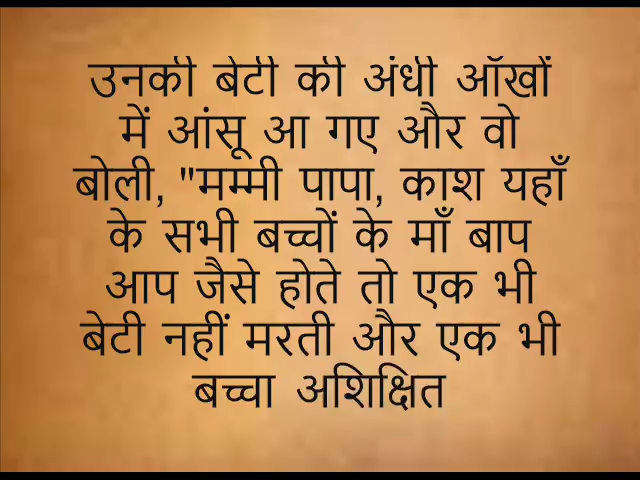 उनकी बेटी की अंधी आँखों
में आंसू आ गए और वो
बोली, "मम्मी पापा, काश यहाँ
के सभी बच्चों के माँ बाप
आप जैसे होते तो एक भी
बेटी नहीं मरती और एक भी
बच्चा अशिक्षित